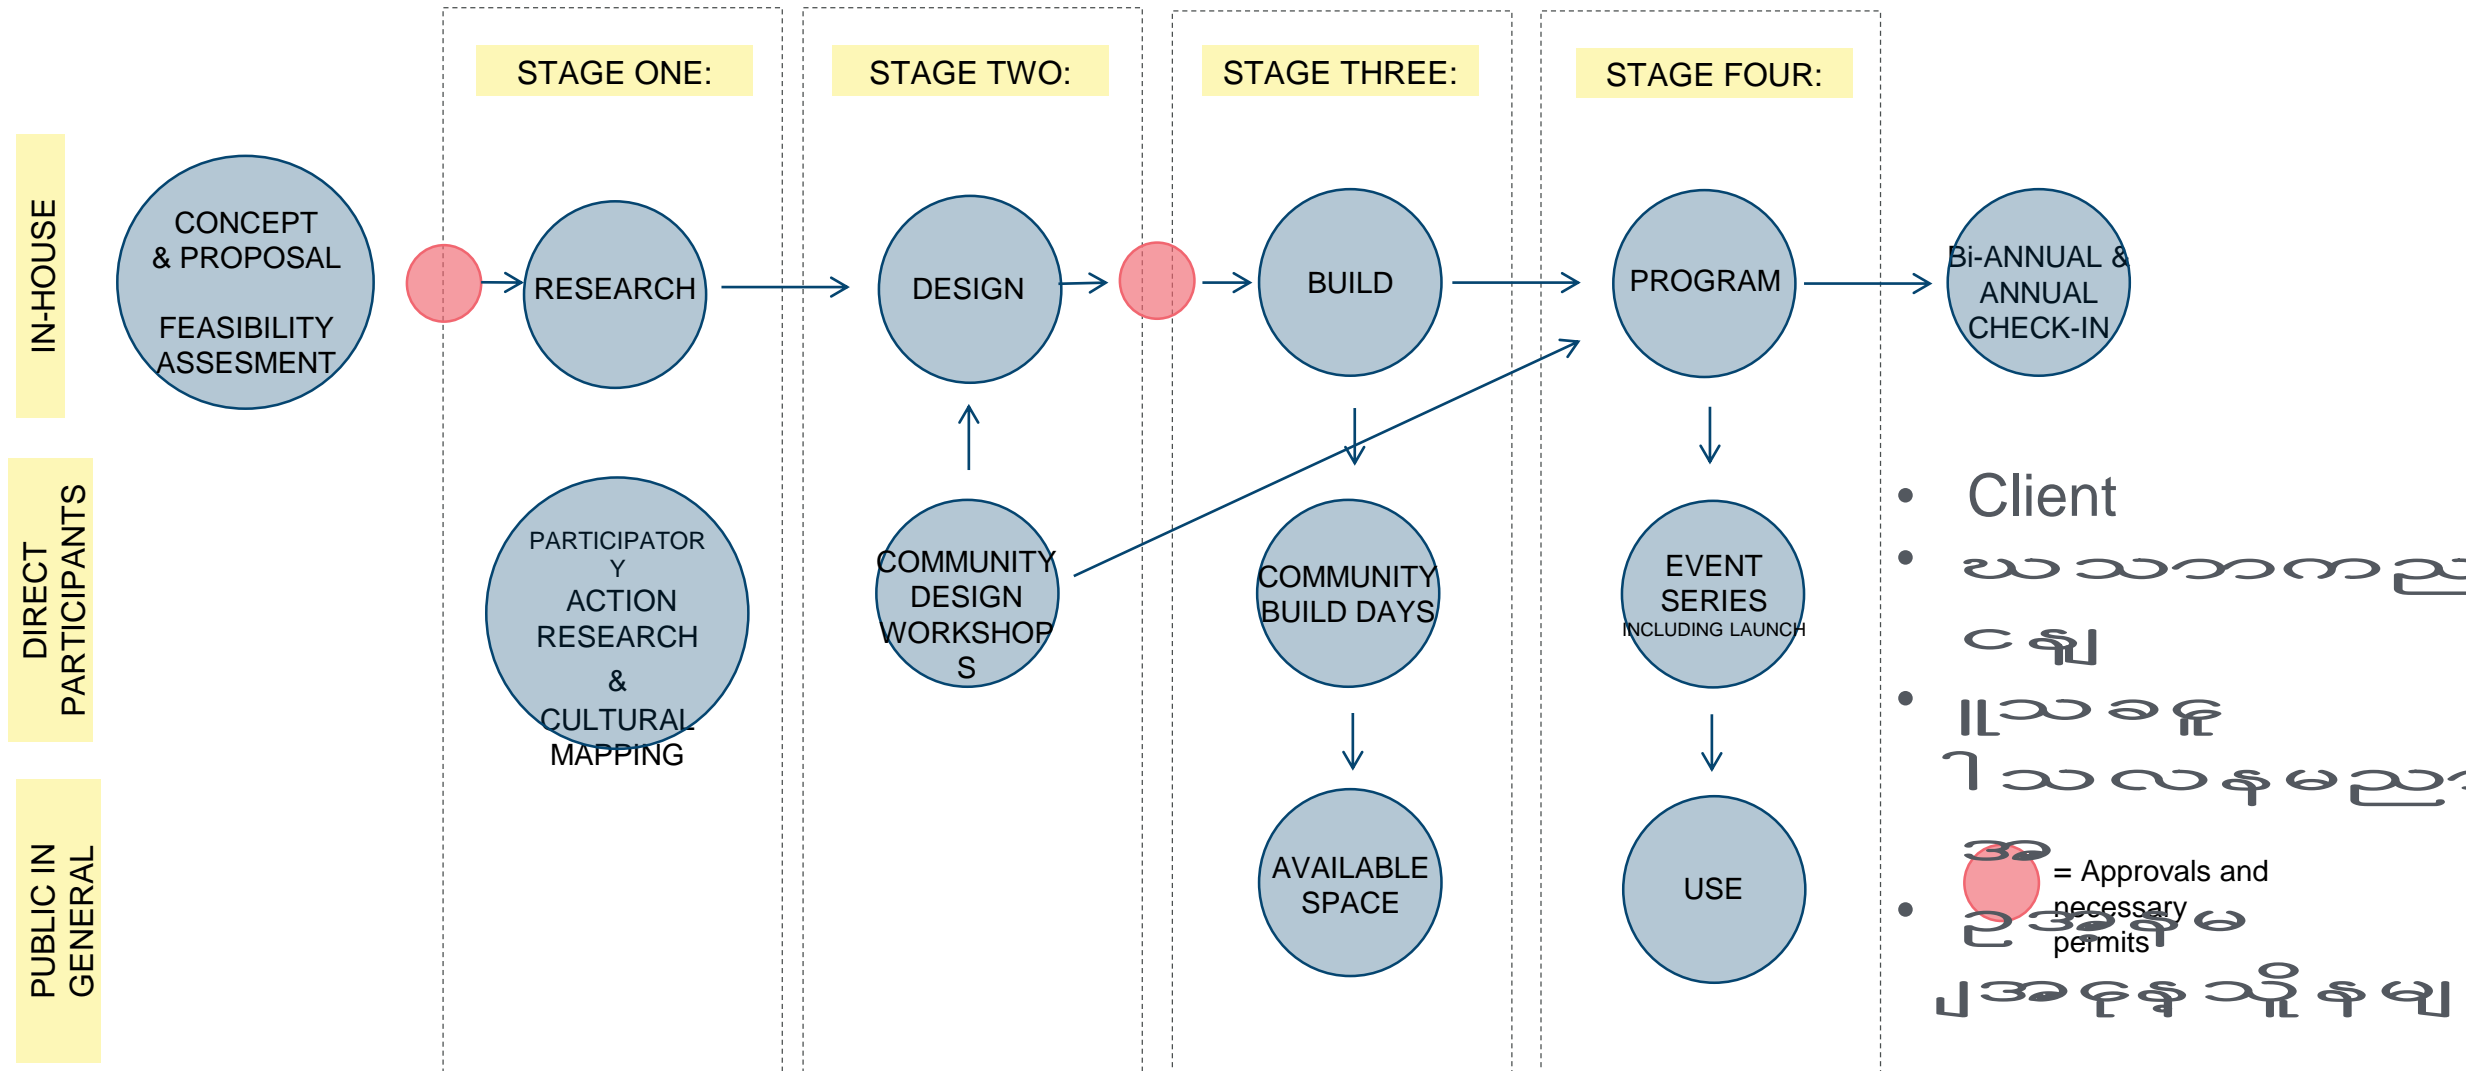 STAGE ONE:
STAGE TWO:
STAGE THREE:
STAGE FOUR:
IN-HOUSE
CONCEPT
& PROPOSAL
FEASIBILITY
ASSESMENT
RESEARCH
DESIGN
BUILD
PROGRAM
Bi-ANNUAL &
ANNUAL
CHECK-IN
DIRECT
PARTICIPANTS
PARTICIPATOR
Y
ACTION
RESEARCH
&
CULTURAL
MAPPING
COMMUNITY
DESIGN
WORKSHOP
S
COMMUNITY
BUILD DAYS
EVENT
SERIES
INCLUDING LAUNCH
• Client
PUBLIC IN
GENERAL
AVAILABLE
SPACE
USE
= Approvals and
necessary
permits